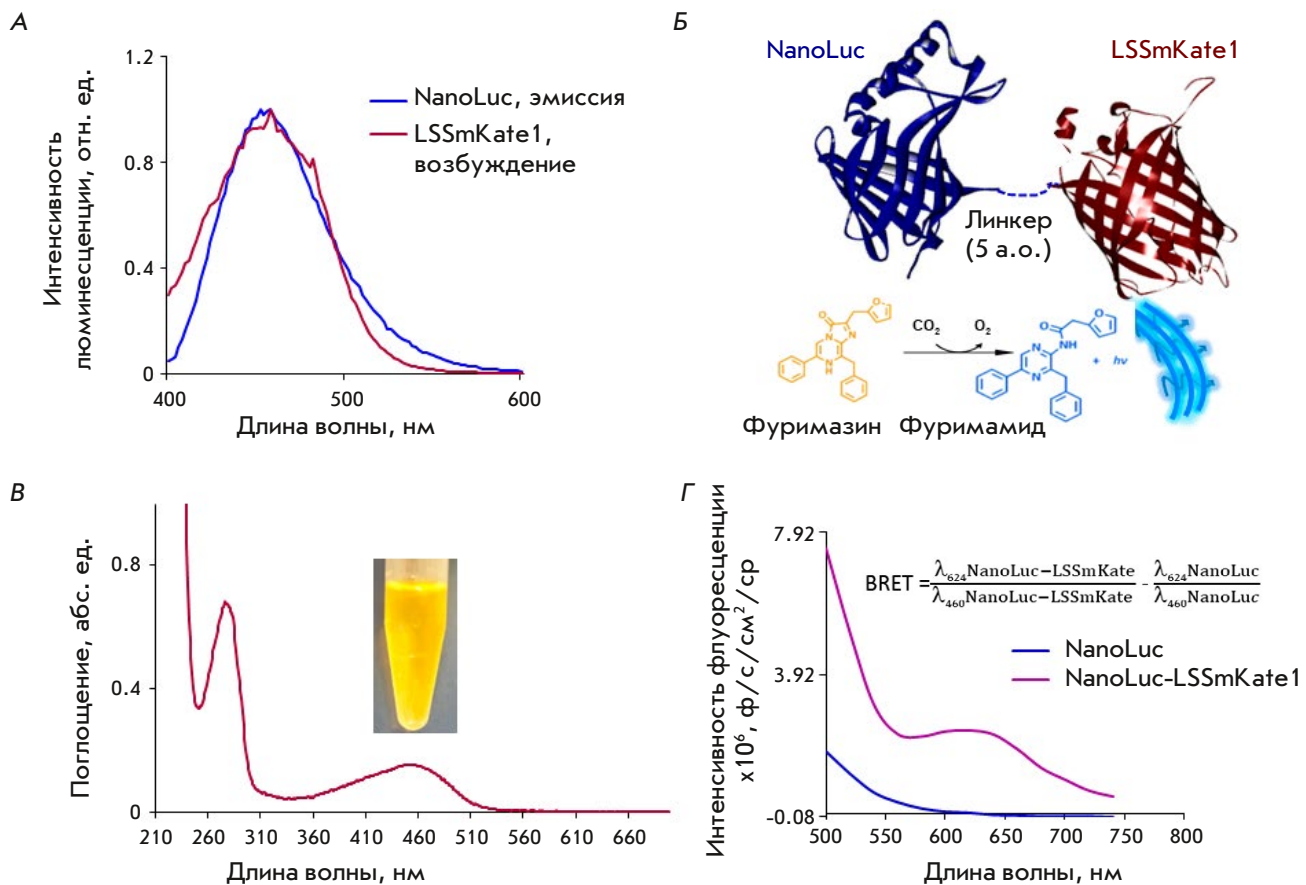 А
Интенсивность
люминесценции, отн. ед.
1.2
0.8
0.4
0
400
500
600
Длина волны, нм
NanoLuc, эмиссия
LSSmKate1,
возбуждение
Б
NanoLuc
LSSmKate1
Линкер
(5 а.о.)
CO₂
O₂
O
O
N
N
N
H
O
O
NH
N
N
+ hν
Фуримазин
Фуримамид
В
Поглощение, абс. ед.
0.8
0.4
0
210 260 310 360 410 460 510 560 610 660
Длина волны, нм
Г
Интенсивность флуоресценции
x10⁶, ф/с/см²/ср
7.92
3.92
-0.08
500 550 600 650 700 750 800
Длина волны, нм
BRET = λ₆₂₄NanoLuc–LSSmKate / λ₄₆₀NanoLuc–LSSmKate - λ₆₂₄NanoLuc / λ₄₆₀NanoLuc
NanoLuc
NanoLuc-LSSmKate1